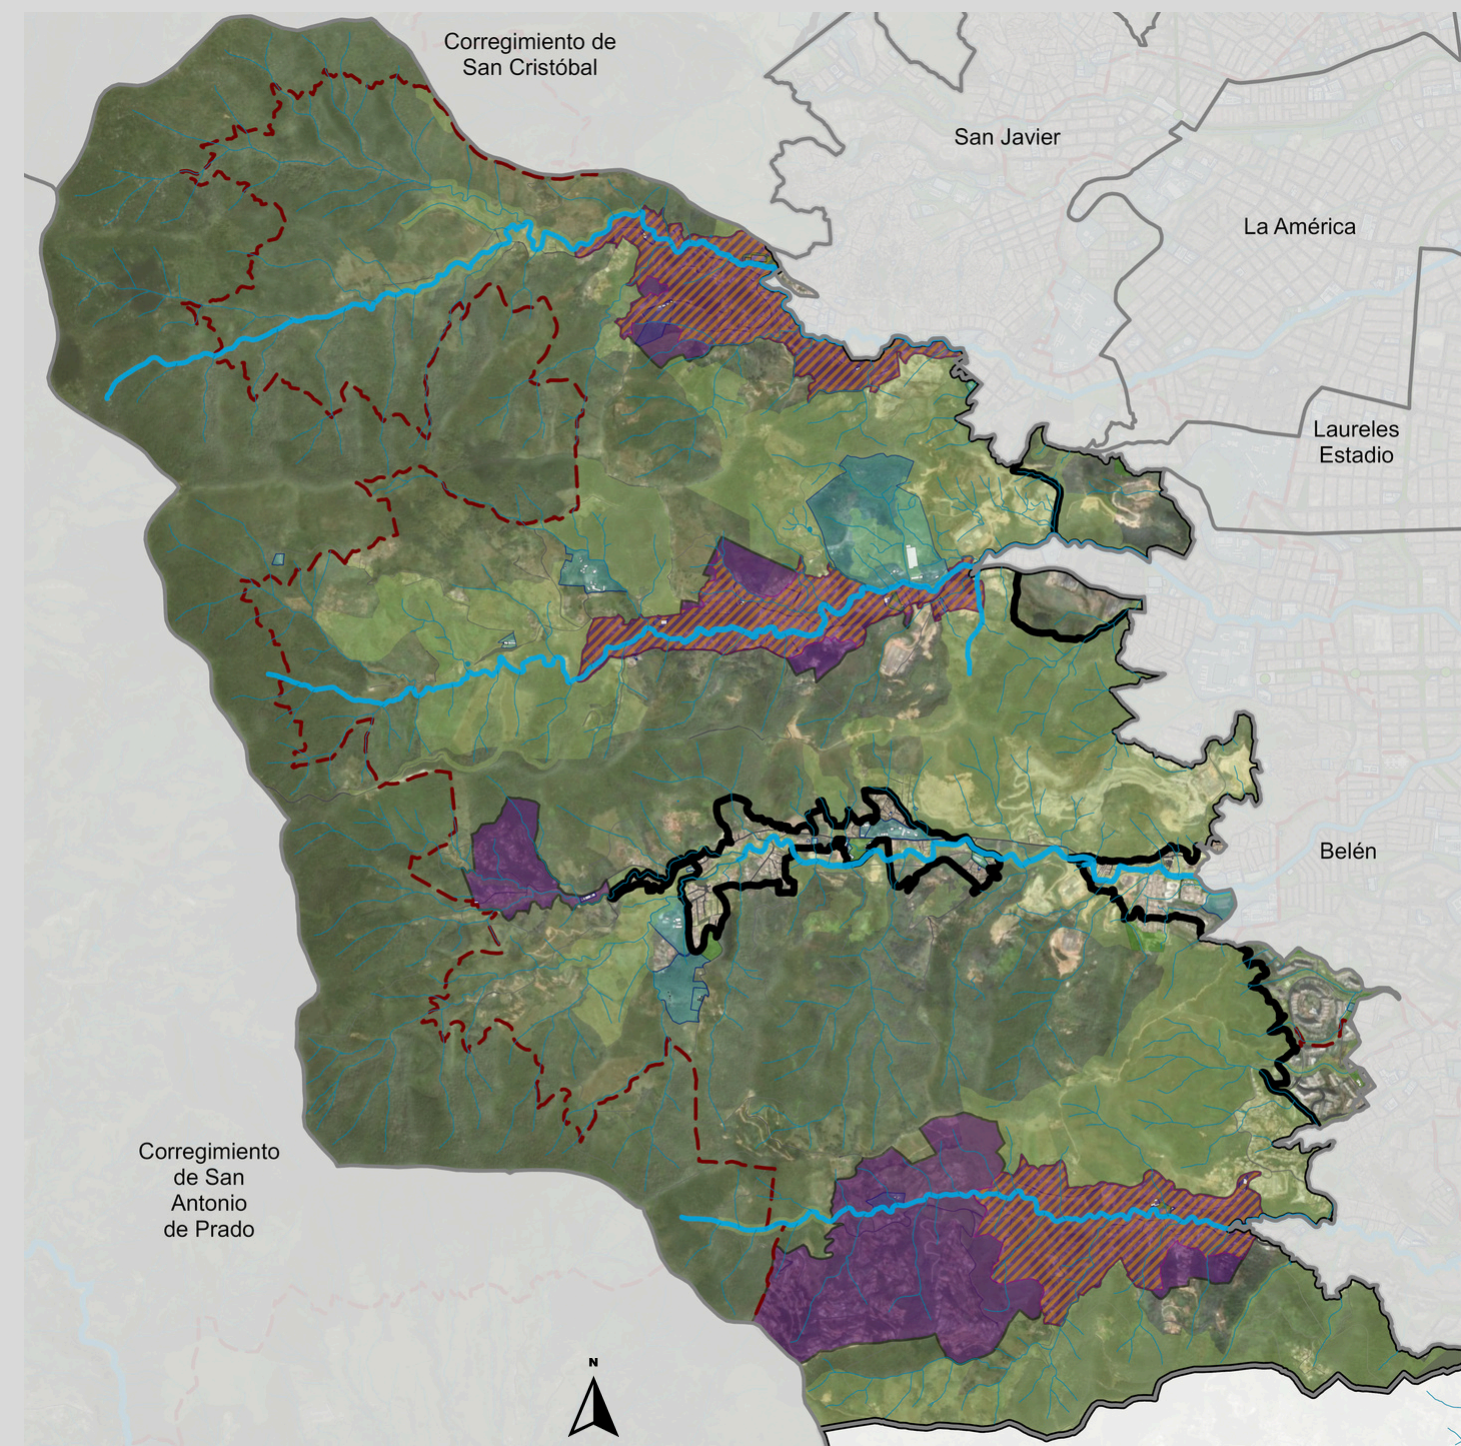 Corregimiento de
San Cristóbal
San Javier
La América
Laureles
Estadio
Belén
Corregimiento
de San
Antonio
de Prado
N